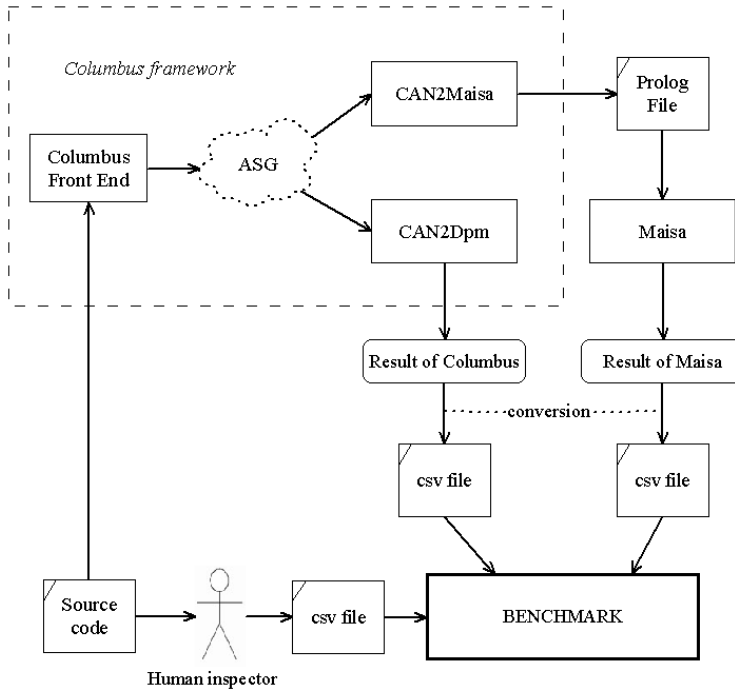 Columbus framework
CAN2Maisa
Prolog
File
Columbus
Front End
ASG
CAN2Dpm
Maisa
Result of Columbus
Result of Maisa
conversion
csv file
csv file
Source
code
csv file
BENCHMARK
Human inspector